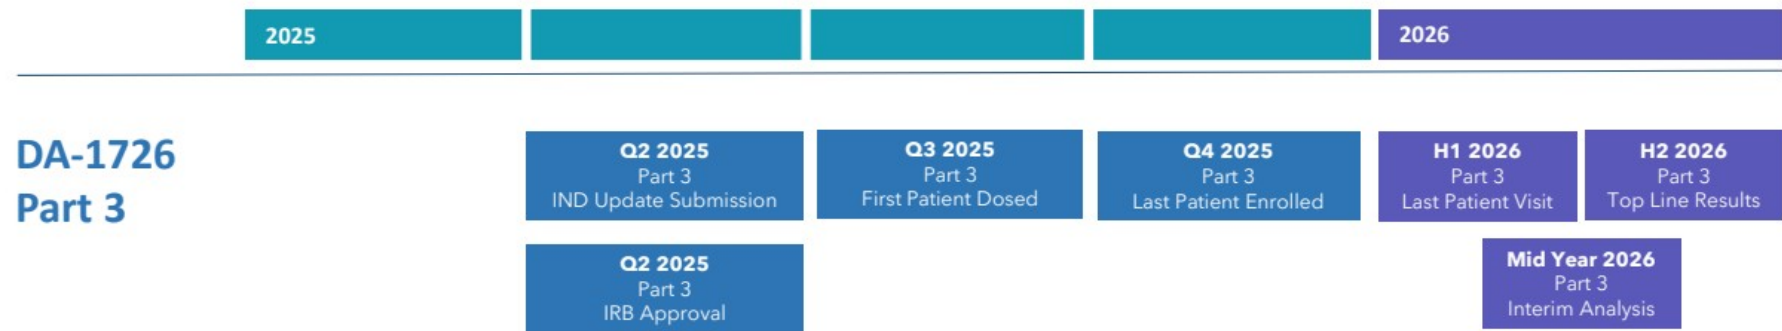 2025
2026
DA-1726
Part 3
Q2 2025
Part 3
IND Update Submission
Q3 2025
Part 3
First Patient Dosed
Q4 2025
Part 3
Last Patient Enrolled
H1 2026
Part 3
Last Patient Visit
H2 2026
Part 3
Top Line Results
Q2 2025
Part 3
IRB Approval
Mid Year 2026
Part 3
Interim Analysis